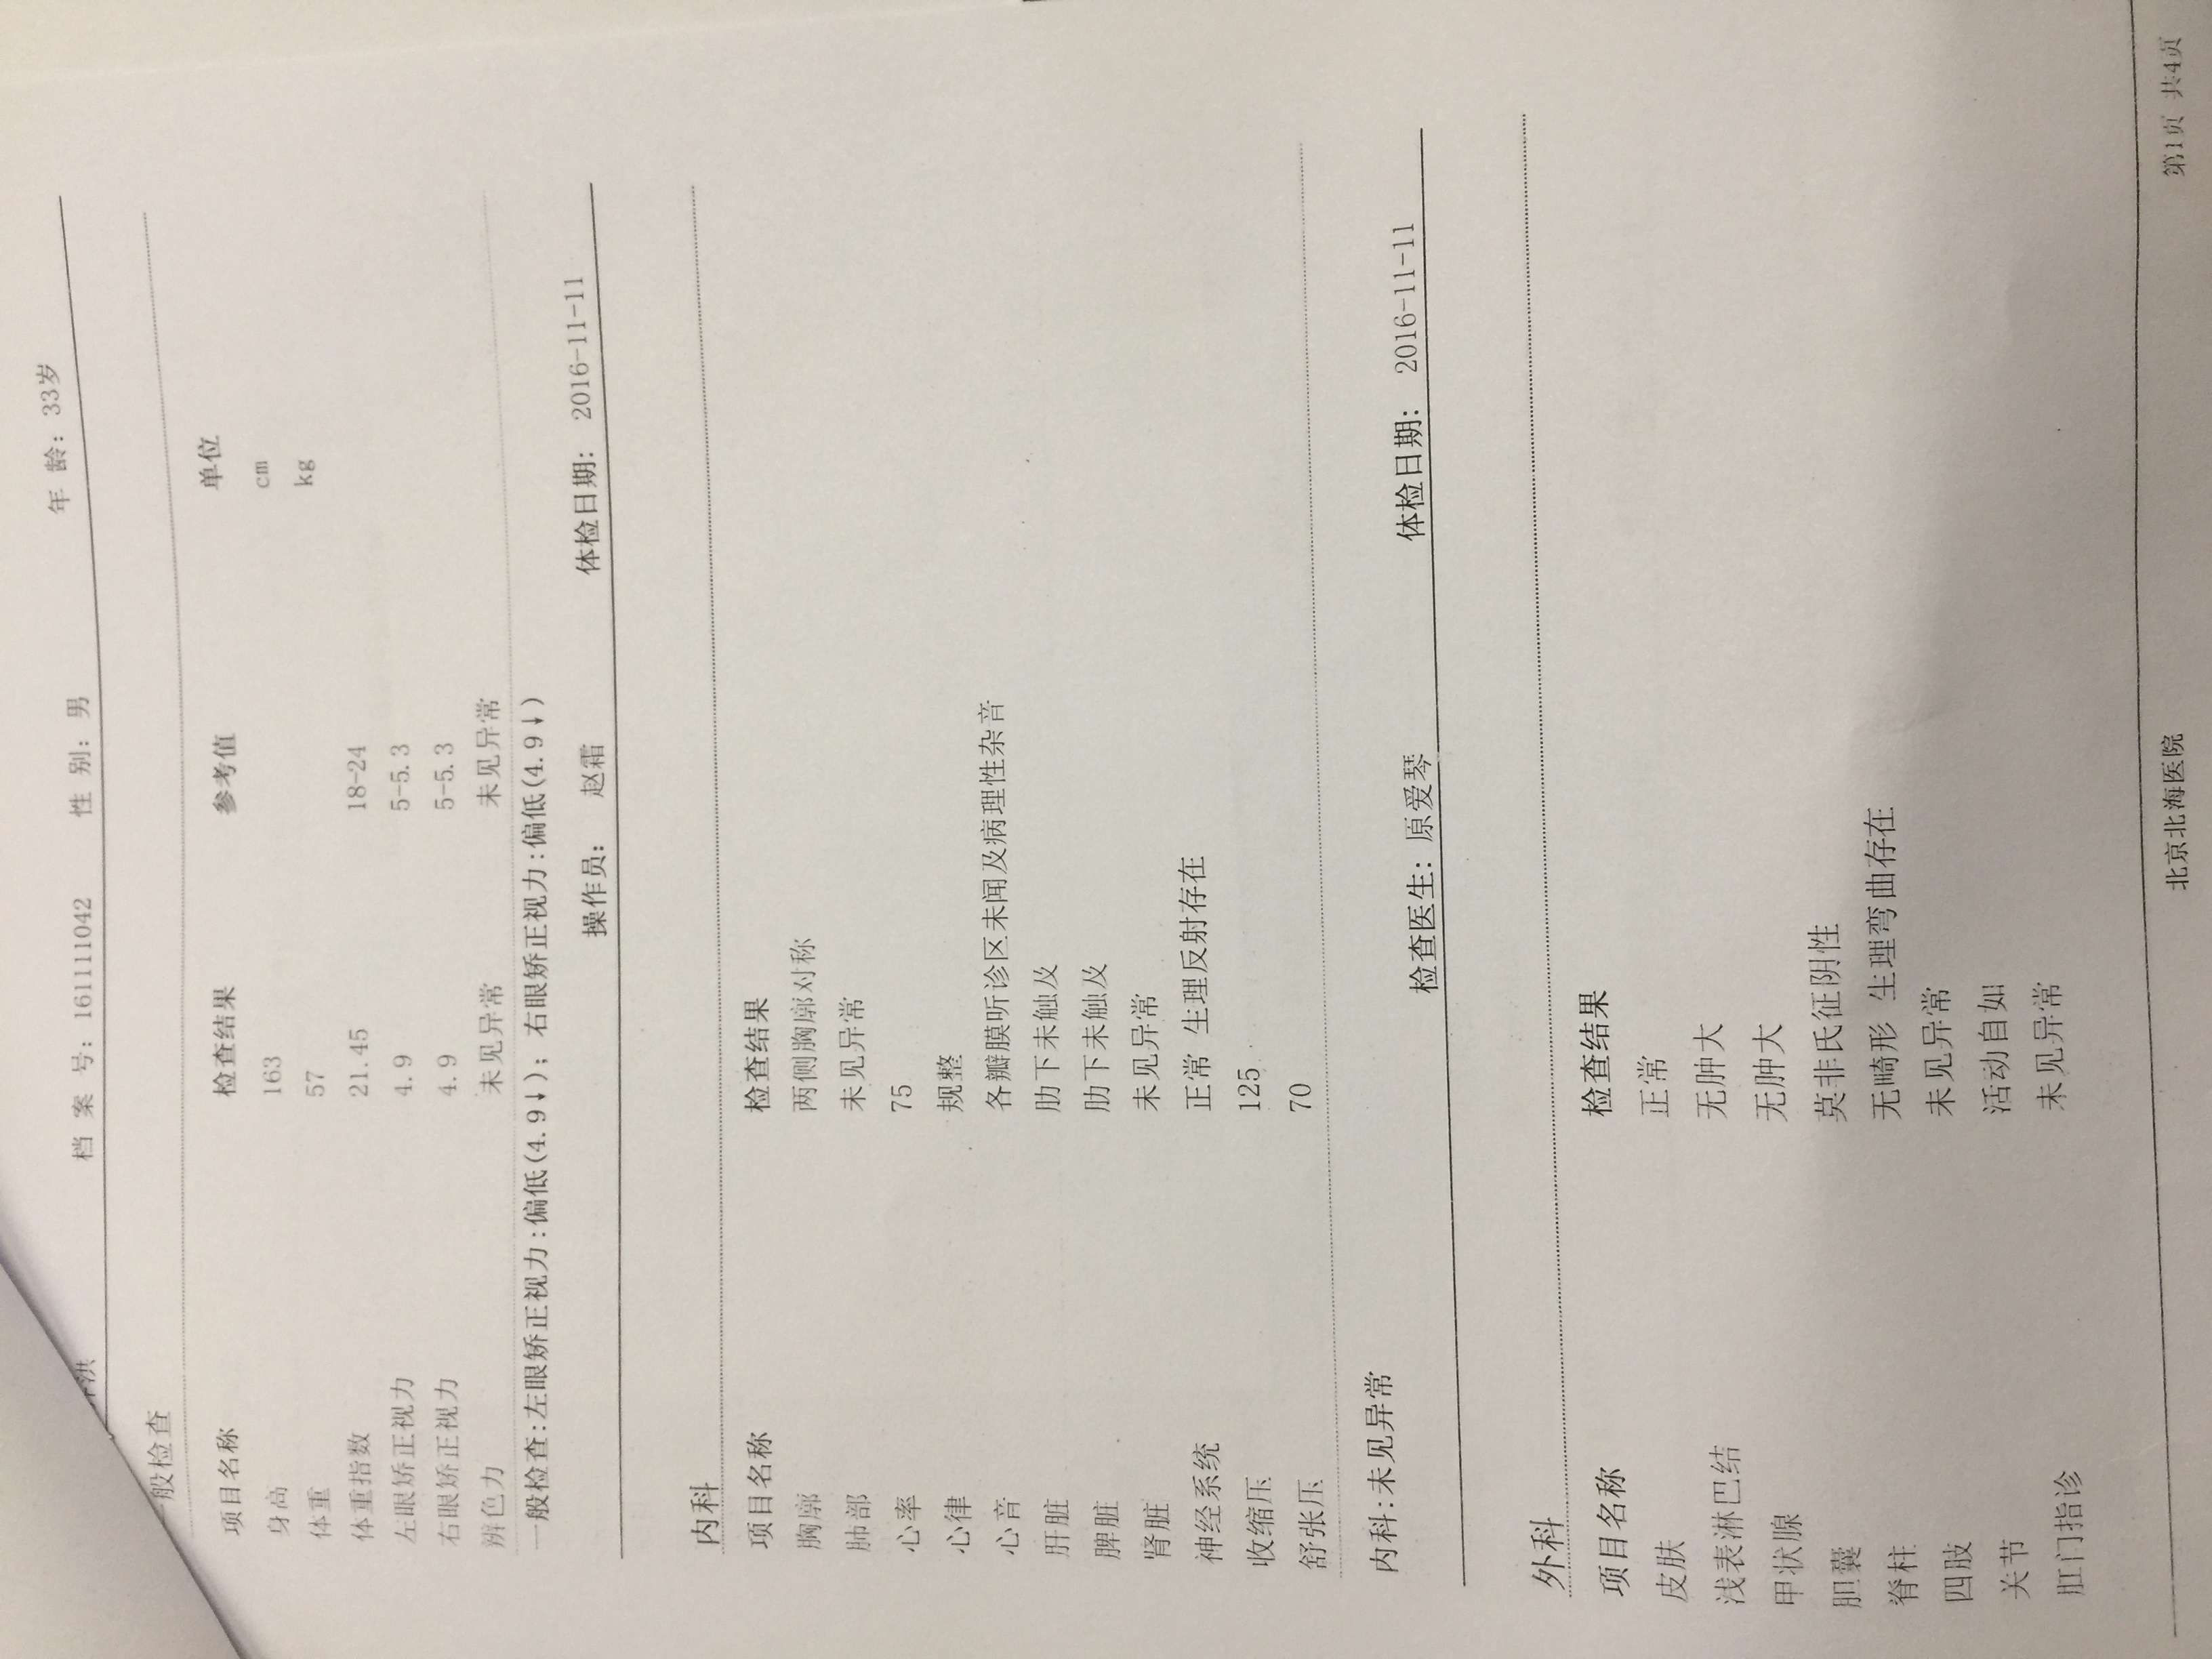 洪 档 案 号：161111042 性 别：男 年 龄：33岁
一般检查
项目名称 检查结果 参考值 单位
身高 163 cm
体重 57 kg
体重指数 21.45 18-24
左眼矫正视力 4.9 5-5.3
右眼矫正视力 4.9 5-5.3
辨色力 未见异常 未见异常
一般检查:左眼矫正视力:偏低(4.9↓)；右眼矫正视力:偏低(4.9↓)
操作员： 赵霜 体检日期： 2016-11-11
内科
项目名称 检查结果
胸廓 两侧胸廓对称
肺部 未见异常
心率 75
心律 规整
心音 各瓣膜听诊区未闻及病理性杂音
肝脏 肋下未触及
脾脏 肋下未触及
肾脏 未见异常
神经系统 正常 生理反射存在
收缩压 125
舒张压 70
内科:未见异常
检查医生: 原爱琴 体检日期： 2016-11-11
外科
项目名称 检查结果
皮肤 正常
浅表淋巴结 无肿大
甲状腺 无肿大
胆囊 莫非氏征阴性
脊柱 无畸形 生理弯曲存在
四肢 未见异常
关节 活动自如
肛门指诊 未见异常
北京北海医院 第1页 共4页